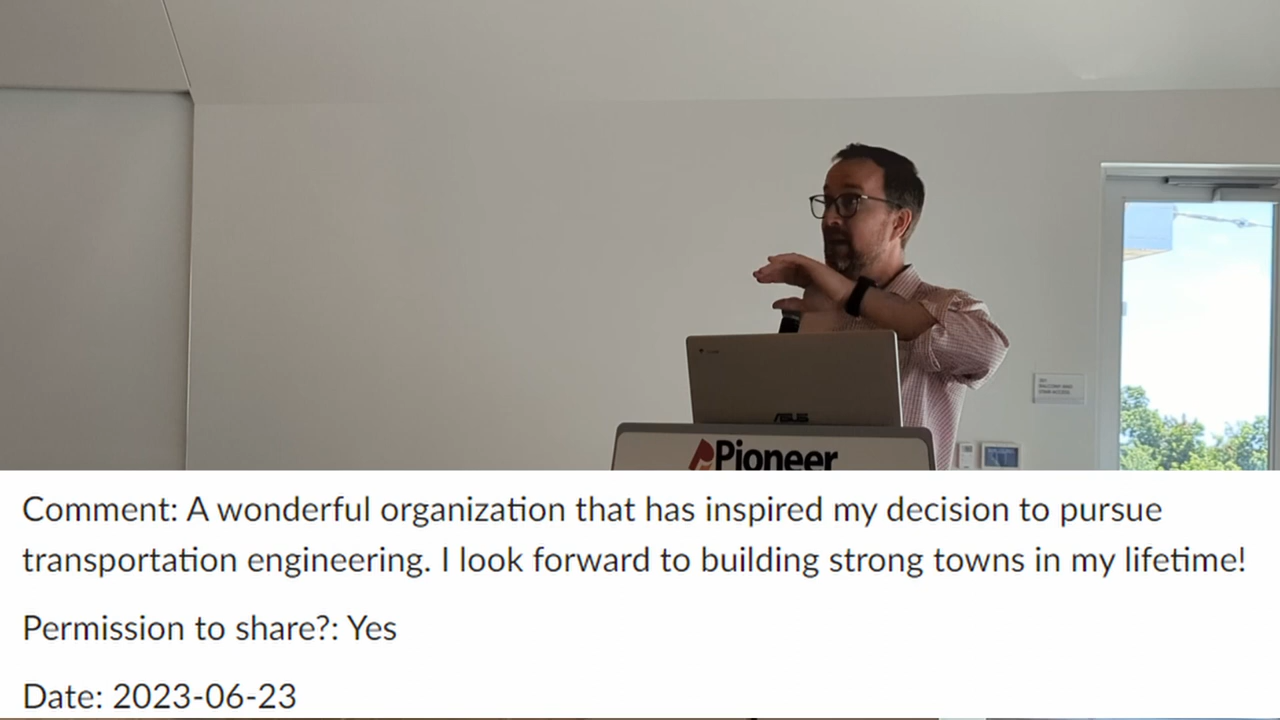 ASUS
Pioneer
Comment: A wonderful organization that has inspired my decision to pursue
transportation engineering. I look forward to building strong towns in my lifetime!
Permission to share?: Yes
Date: 2023-06-23